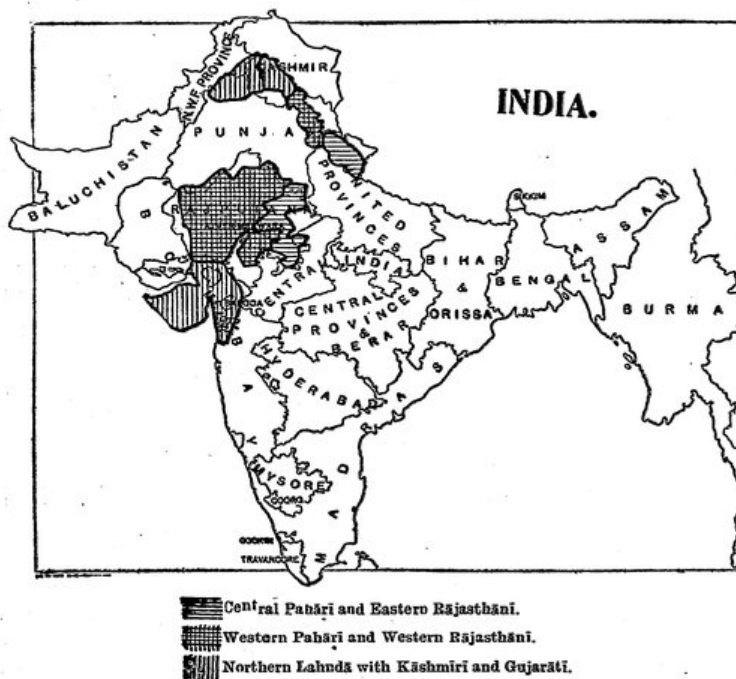 INDIA.
KASHMIR
N.W.F. PROVINCE
PUNJA
BALUCHISTAN
UNITED PROVINCES
SIKKIM
ASSAM
CENTRAL
INDIA
BIHAR & ORISSA
BENGAL
BURMA
CENTRAL PROVINCES & BERAR
HYDERABAD
MYSORE
COORG
COCHIN
TRAVANCORE
MADRAS
Central Pahārī and Eastern Rājasthānī.
Western Pahārī and Western Rājasthānī.
Northern Lahndā with Kāshmīrī and Gujarātī.